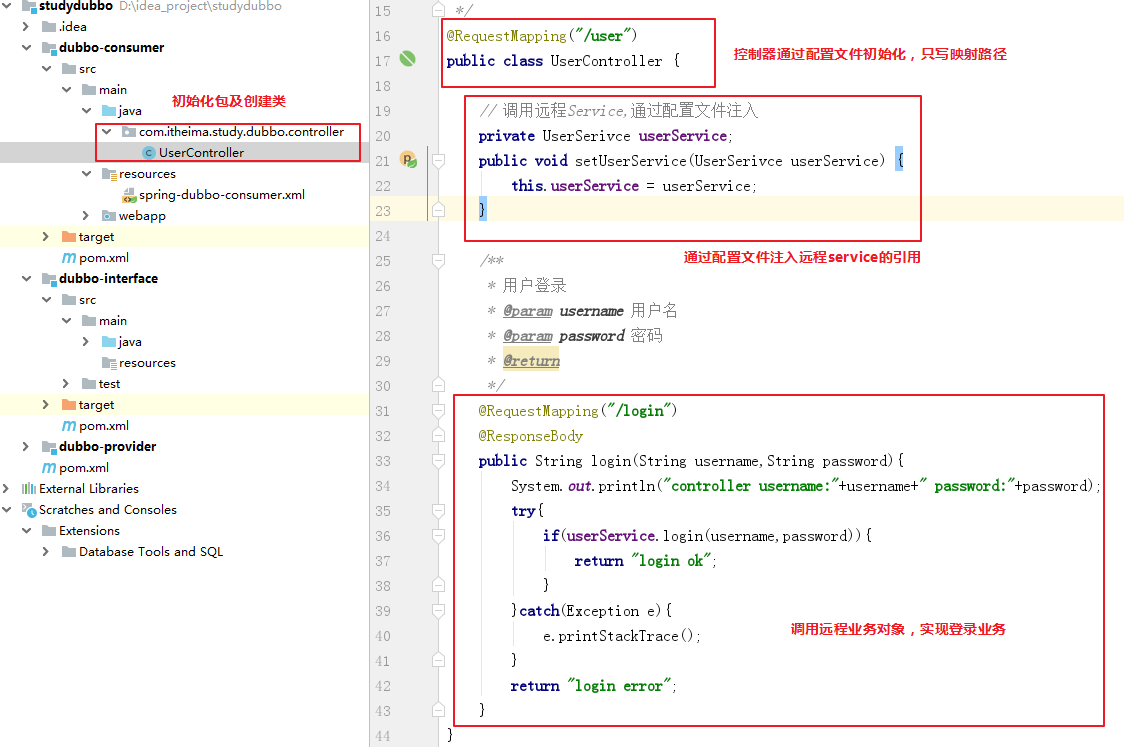 studydubbo D:\idea_project\studydubbo
.idea
dubbo-consumer
src
main
java
初始化包及创建类
com.itheima.study.dubbo.controller
UserController
resources
spring-dubbo-consumer.xml
webapp
target
pom.xml
dubbo-interface
src
main
java
resources
test
target
pom.xml
dubbo-provider
pom.xml
External Libraries
Scratches and Consoles
Extensions
Database Tools and SQL
15 */
16 @RequestMapping("/user")
17 public class UserController {
控制器通过配置文件初始化，只写映射路径
18
19 // 调用远程Service,通过配置文件注入
20 private UserSerivce userService;
21 public void setUserService(UserSerivce userService) {
22 this.userService = userService;
23 }
24
通过配置文件注入远程service的引用
25 /**
26 * 用户登录
27 * @param username 用户名
28 * @param password 密码
29 * @return
30 */
31 @RequestMapping("/login")
32 @ResponseBody
33 public String login(String username,String password){
34 System.out.println("controller username:"+username+" password:"+password);
35 try{
36 if(userService.login(username,password)){
37 return "login ok";
38 }
39 }catch(Exception e){
40 e.printStackTrace();
调用远程业务对象，实现登录业务
41 }
42 return "login error";
43 }
44 }